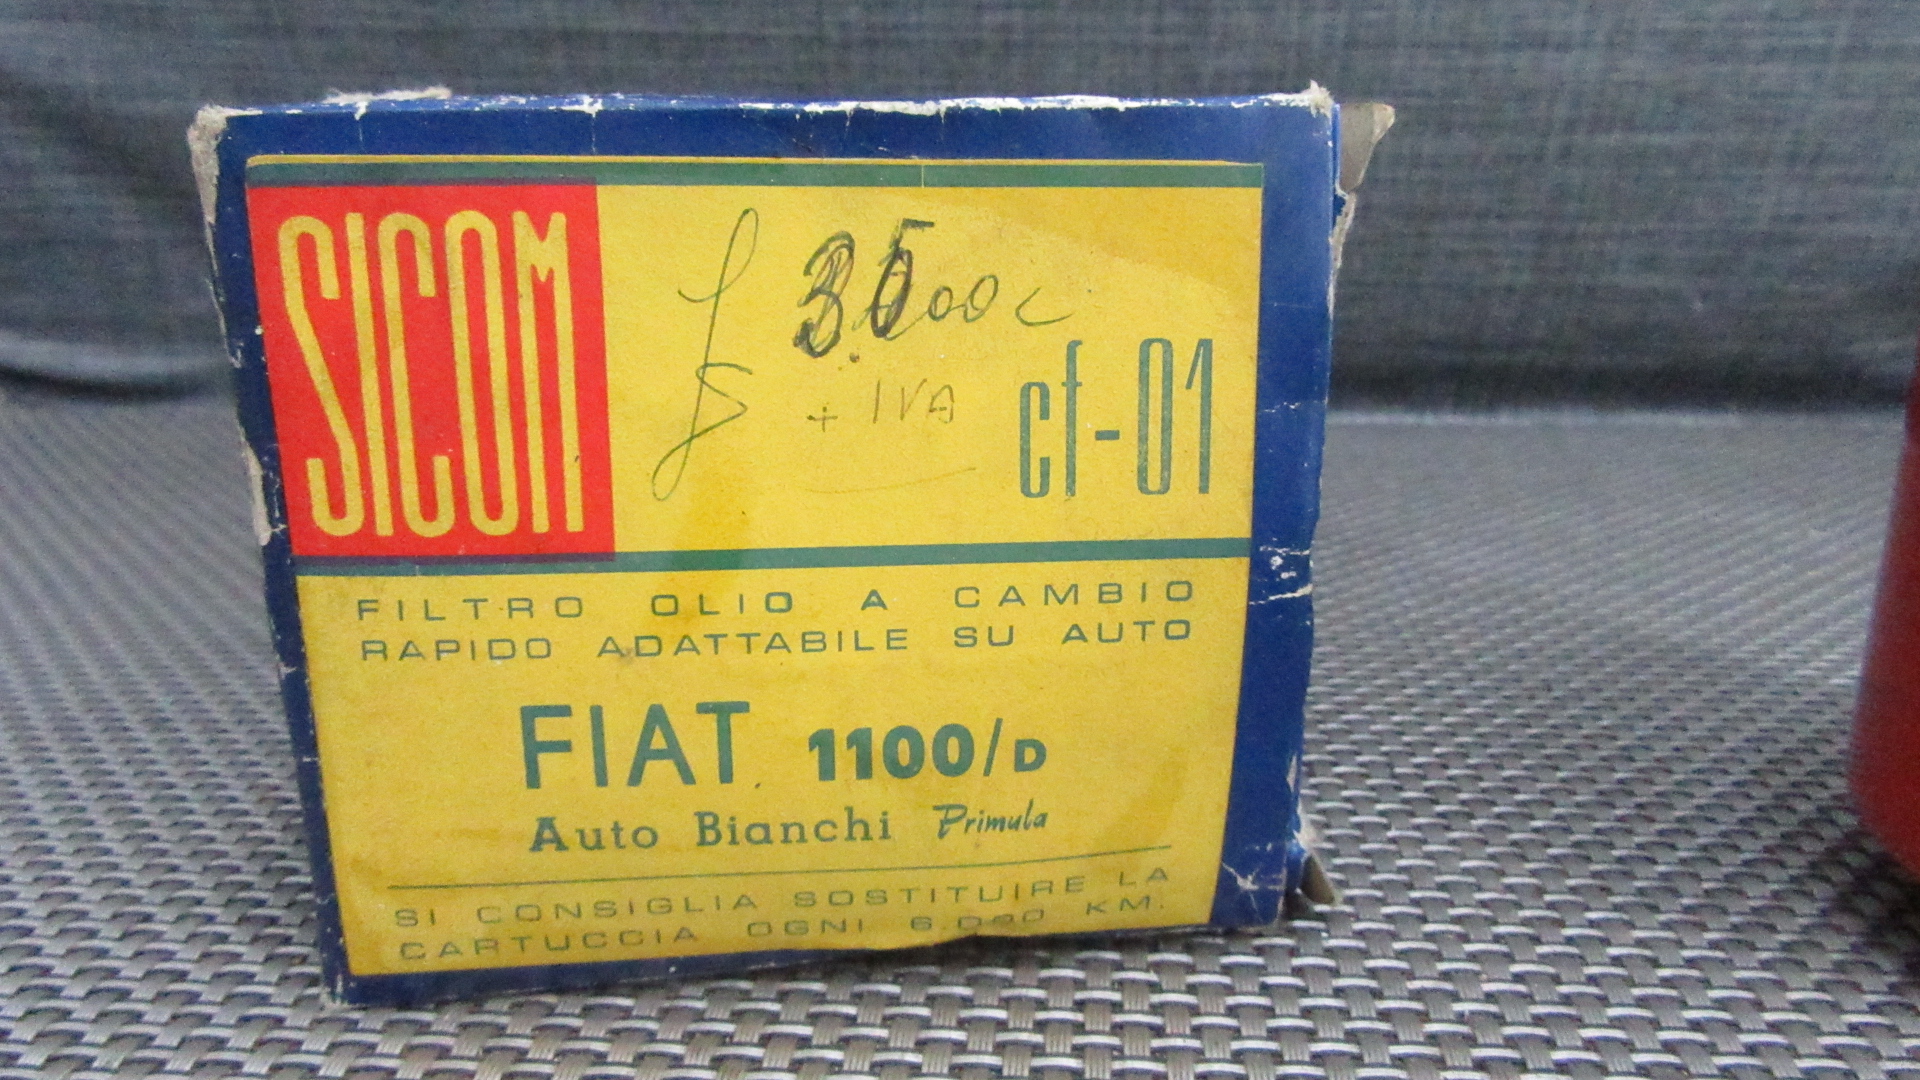 SICOM
+ IVA
cf-01
FILTRO OLIO A CAMBIO
RAPIDO ADATTABILE SU AUTO
FIAT 1100/D
Auto Bianchi Primula
SI CONSIGLIA SOSTITUIRE LA
CARTUCCIA OGNI 6.000 KM.